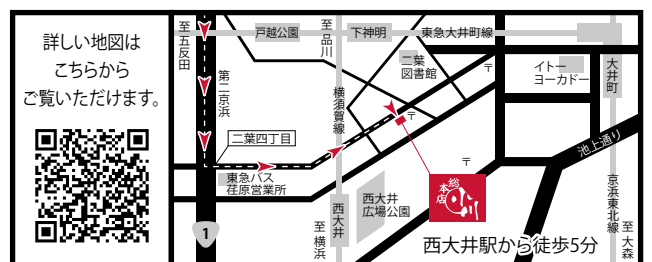 詳しい地図は
こちらから
ご覧いただけます。
至五反田
第二京浜
二葉四丁目
東急バス
荏原営業所
1
戸越公園
至品川
横須賀線
西大井
至横浜
下神明
東急大井町線
二葉
図書館
〒
〒
〒
イトー
ヨーカドー
大井町
池上通り
京浜東北線
至大森
西大井
広場公園
総本店
西大井駅から徒歩5分